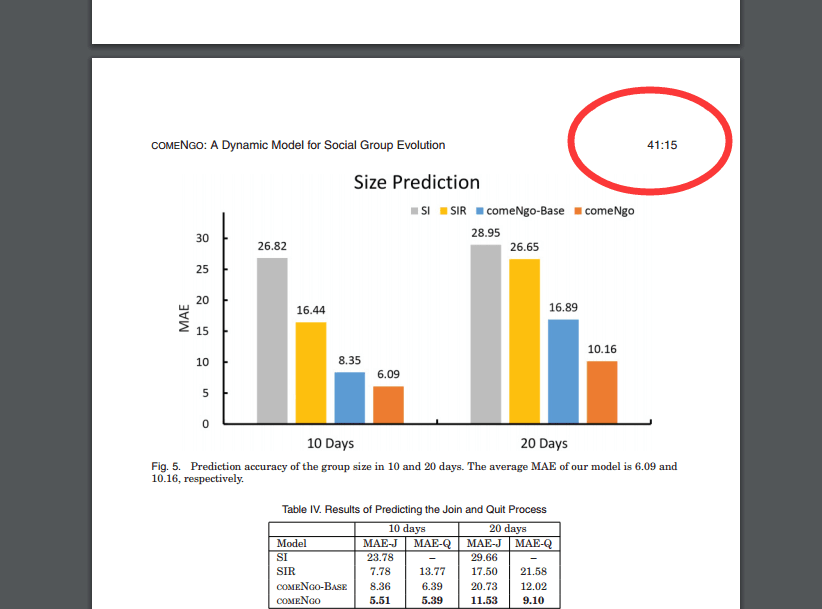 COMENGO: A Dynamic Model for Social Group Evolution 41:15
Size Prediction
SI SIR comeNgo-Base comeNgo
MAE
30
25
20
15
10
5
0
26.82
16.44
8.35
6.09
28.95
26.65
16.89
10.16
10 Days 20 Days
Fig. 5. Prediction accuracy of the group size in 10 and 20 days. The average MAE of our model is 6.09 and
10.16, respectively.
Table IV. Results of Predicting the Join and Quit Process
10 days 20 days
Model MAE-J MAE-Q MAE-J MAE-Q
SI 23.78 – 29.66 –
SIR 7.78 13.77 17.50 21.58
COMENGO-BASE 8.36 6.39 20.73 12.02
COMENGO 5.51 5.39 11.53 9.10